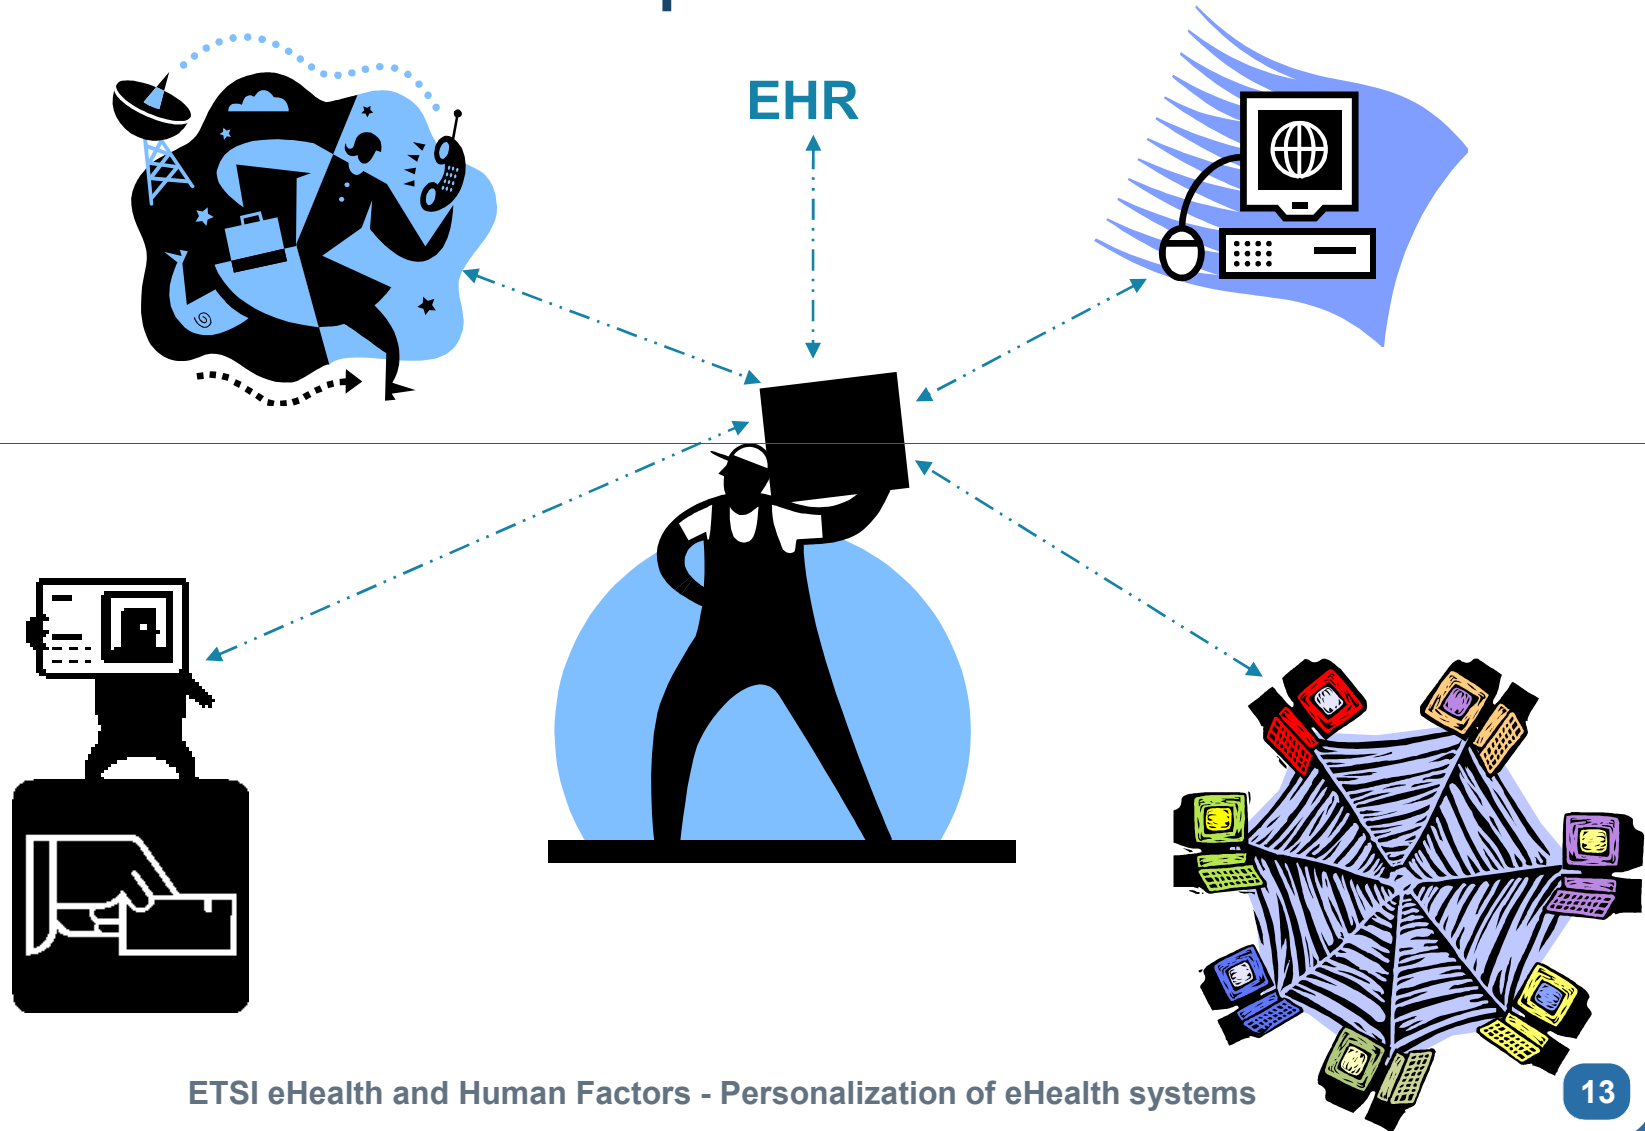 EHR
ETSI eHealth and Human Factors - Personalization of eHealth systems
13